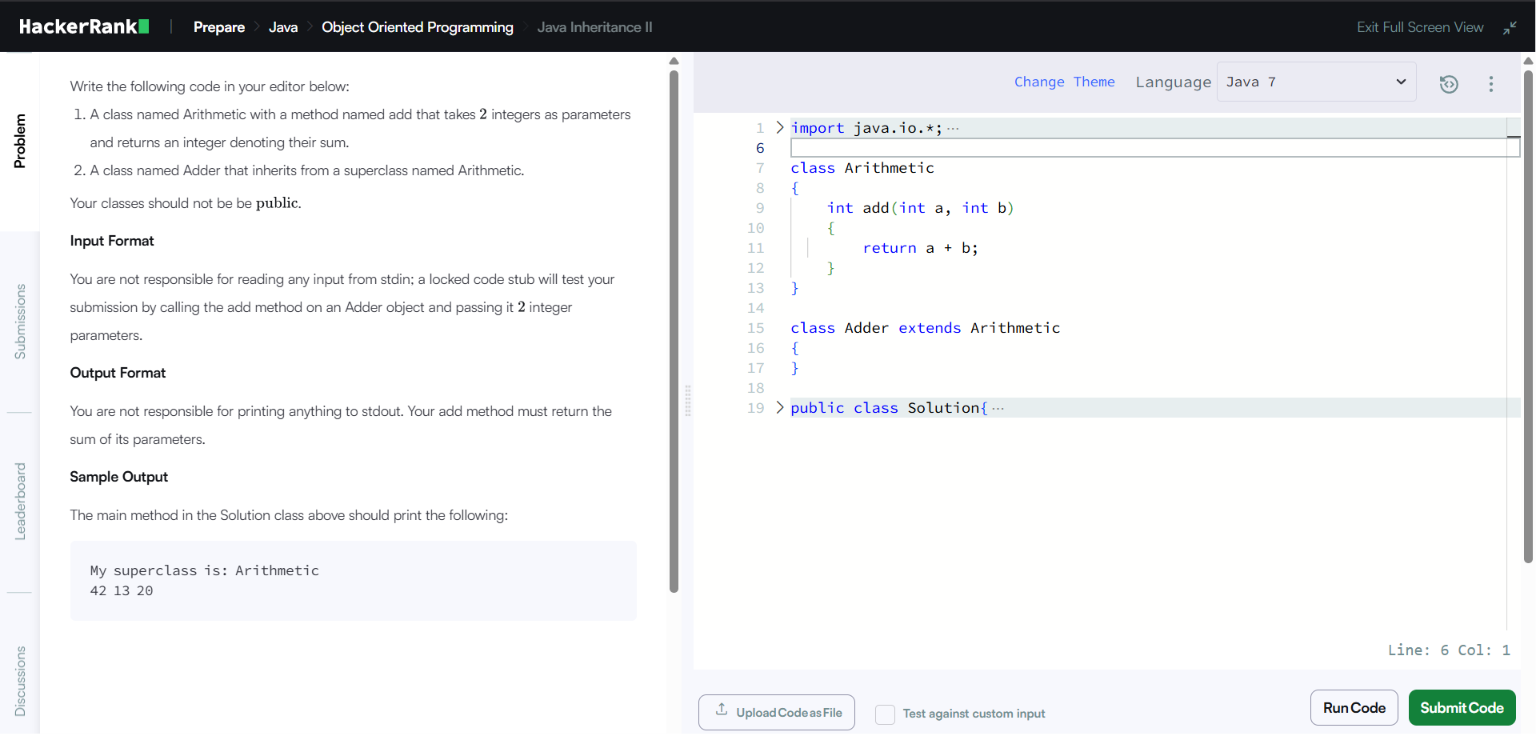 HackerRank | Prepare > Java > Object Oriented Programming > Java Inheritance II Exit Full Screen View
Problem
Submissions
Leaderboard
Discussions
Write the following code in your editor below:
1. A class named Arithmetic with a method named add that takes 2 integers as parameters
and returns an integer denoting their sum.
2. A class named Adder that inherits from a superclass named Arithmetic.
Your classes should not be be public.
Input Format
You are not responsible for reading any input from stdin; a locked code stub will test your
submission by calling the add method on an Adder object and passing it 2 integer
parameters.
Output Format
You are not responsible for printing anything to stdout. Your add method must return the
sum of its parameters.
Sample Output
The main method in the Solution class above should print the following:
My superclass is: Arithmetic
42 13 20
Change Theme Language Java 7
1 import java.io.*; ...
6
7 class Arithmetic
8 {
9 int add(int a, int b)
10 {
11 return a + b;
12 }
13 }
14
15 class Adder extends Arithmetic
16 {
17 }
18
19 public class Solution{ ...
Line: 6 Col: 1
Upload Code as File Test against custom input Run Code Submit Code